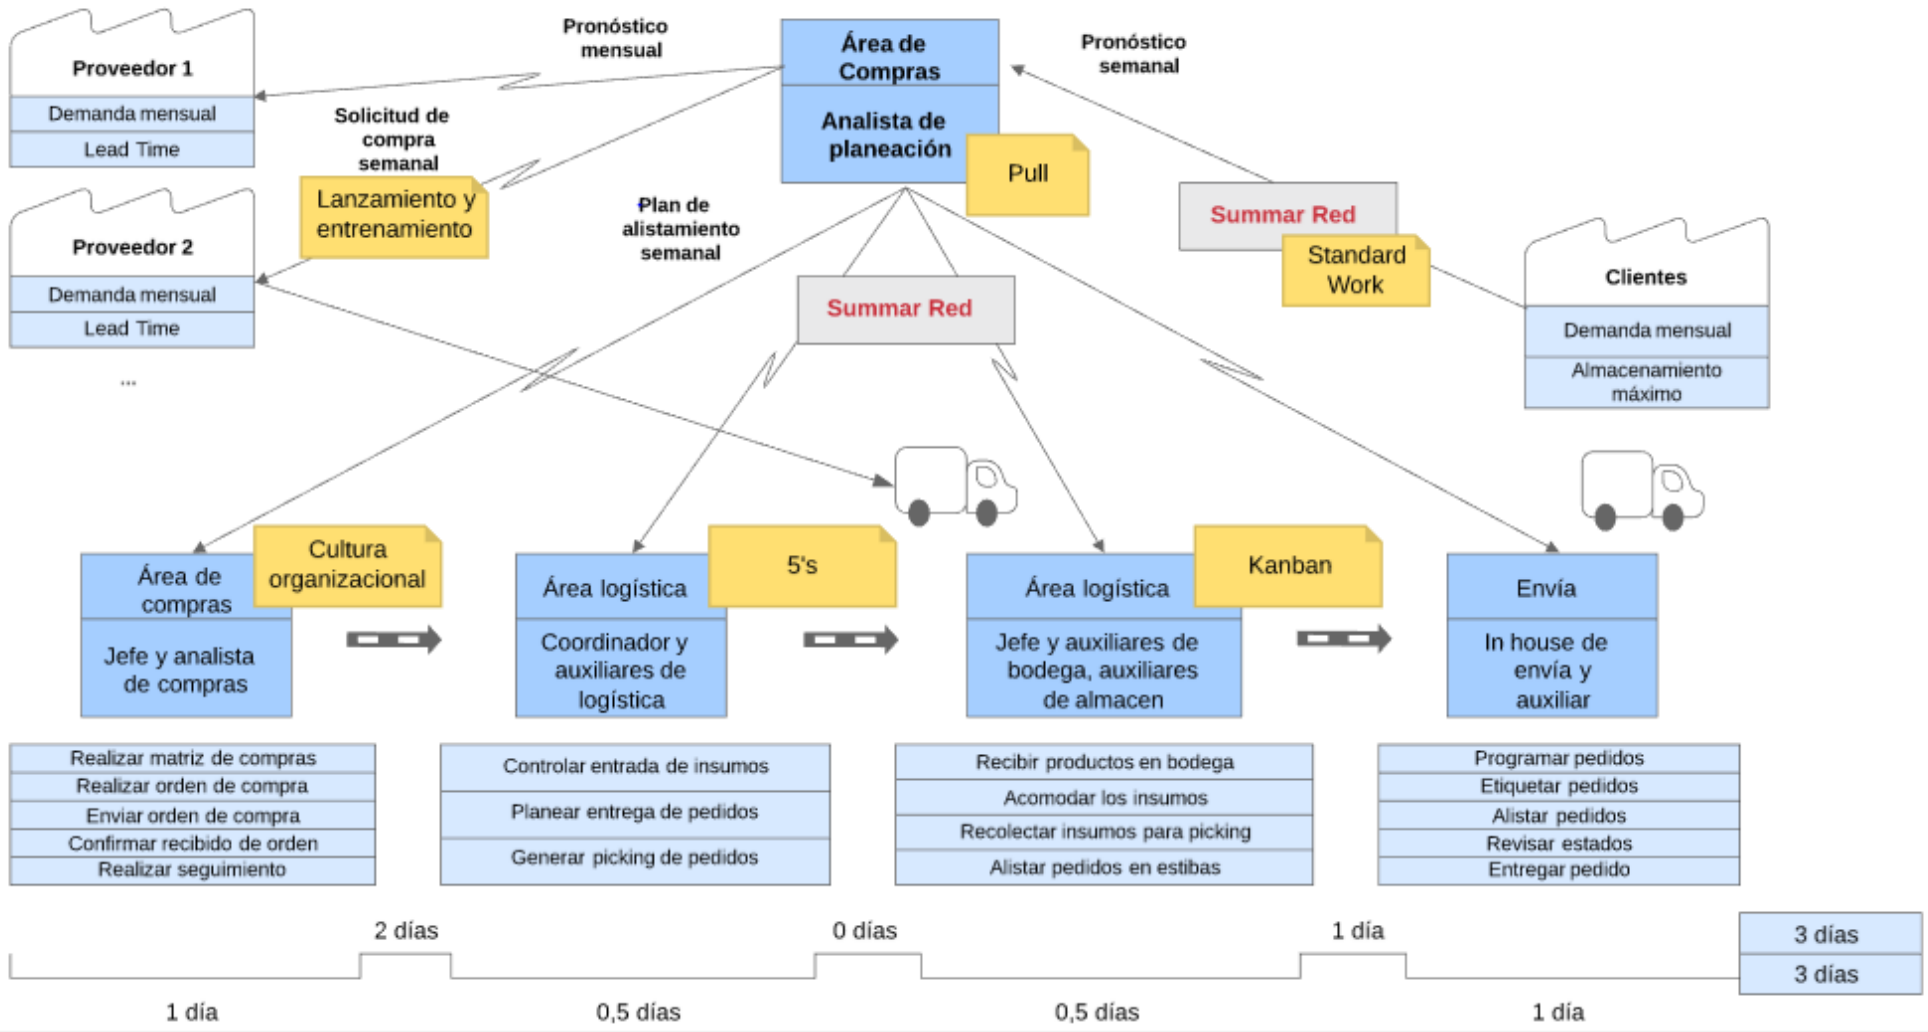 Proveedor 1
Demanda mensual
Lead Time
Pronóstico
mensual
Área de
Compras
Analista de
planeación
Pull
Pronóstico
semanal
Solicitud de
compra
semanal
Lanzamiento y
entrenamiento
Proveedor 2
Demanda mensual
Lead Time
...
Plan de
alistamiento
semanal
Summar Red
Summar Red
Standard
Work
Clientes
Demanda mensual
Almacenamiento
máximo
Área de
compras
Jefe y analista
de compras
Cultura
organizacional
Área logística
Coordinador y
auxiliares de
logística
5's
Área logística
Jefe y auxiliares de
bodega, auxiliares
de almacen
Kanban
Envía
In house de
envía y
auxiliar
Realizar matriz de compras
Realizar orden de compra
Enviar orden de compra
Confirmar recibido de orden
Realizar seguimiento
Controlar entrada de insumos
Planear entrega de pedidos
Generar picking de pedidos
Recibir productos en bodega
Acomodar los insumos
Recolectar insumos para picking
Alistar pedidos en estibas
Programar pedidos
Etiquetar pedidos
Alistar pedidos
Revisar estados
Entregar pedido
2 días
0 días
1 día
3 días
3 días
1 día
0,5 días
0,5 días
1 día